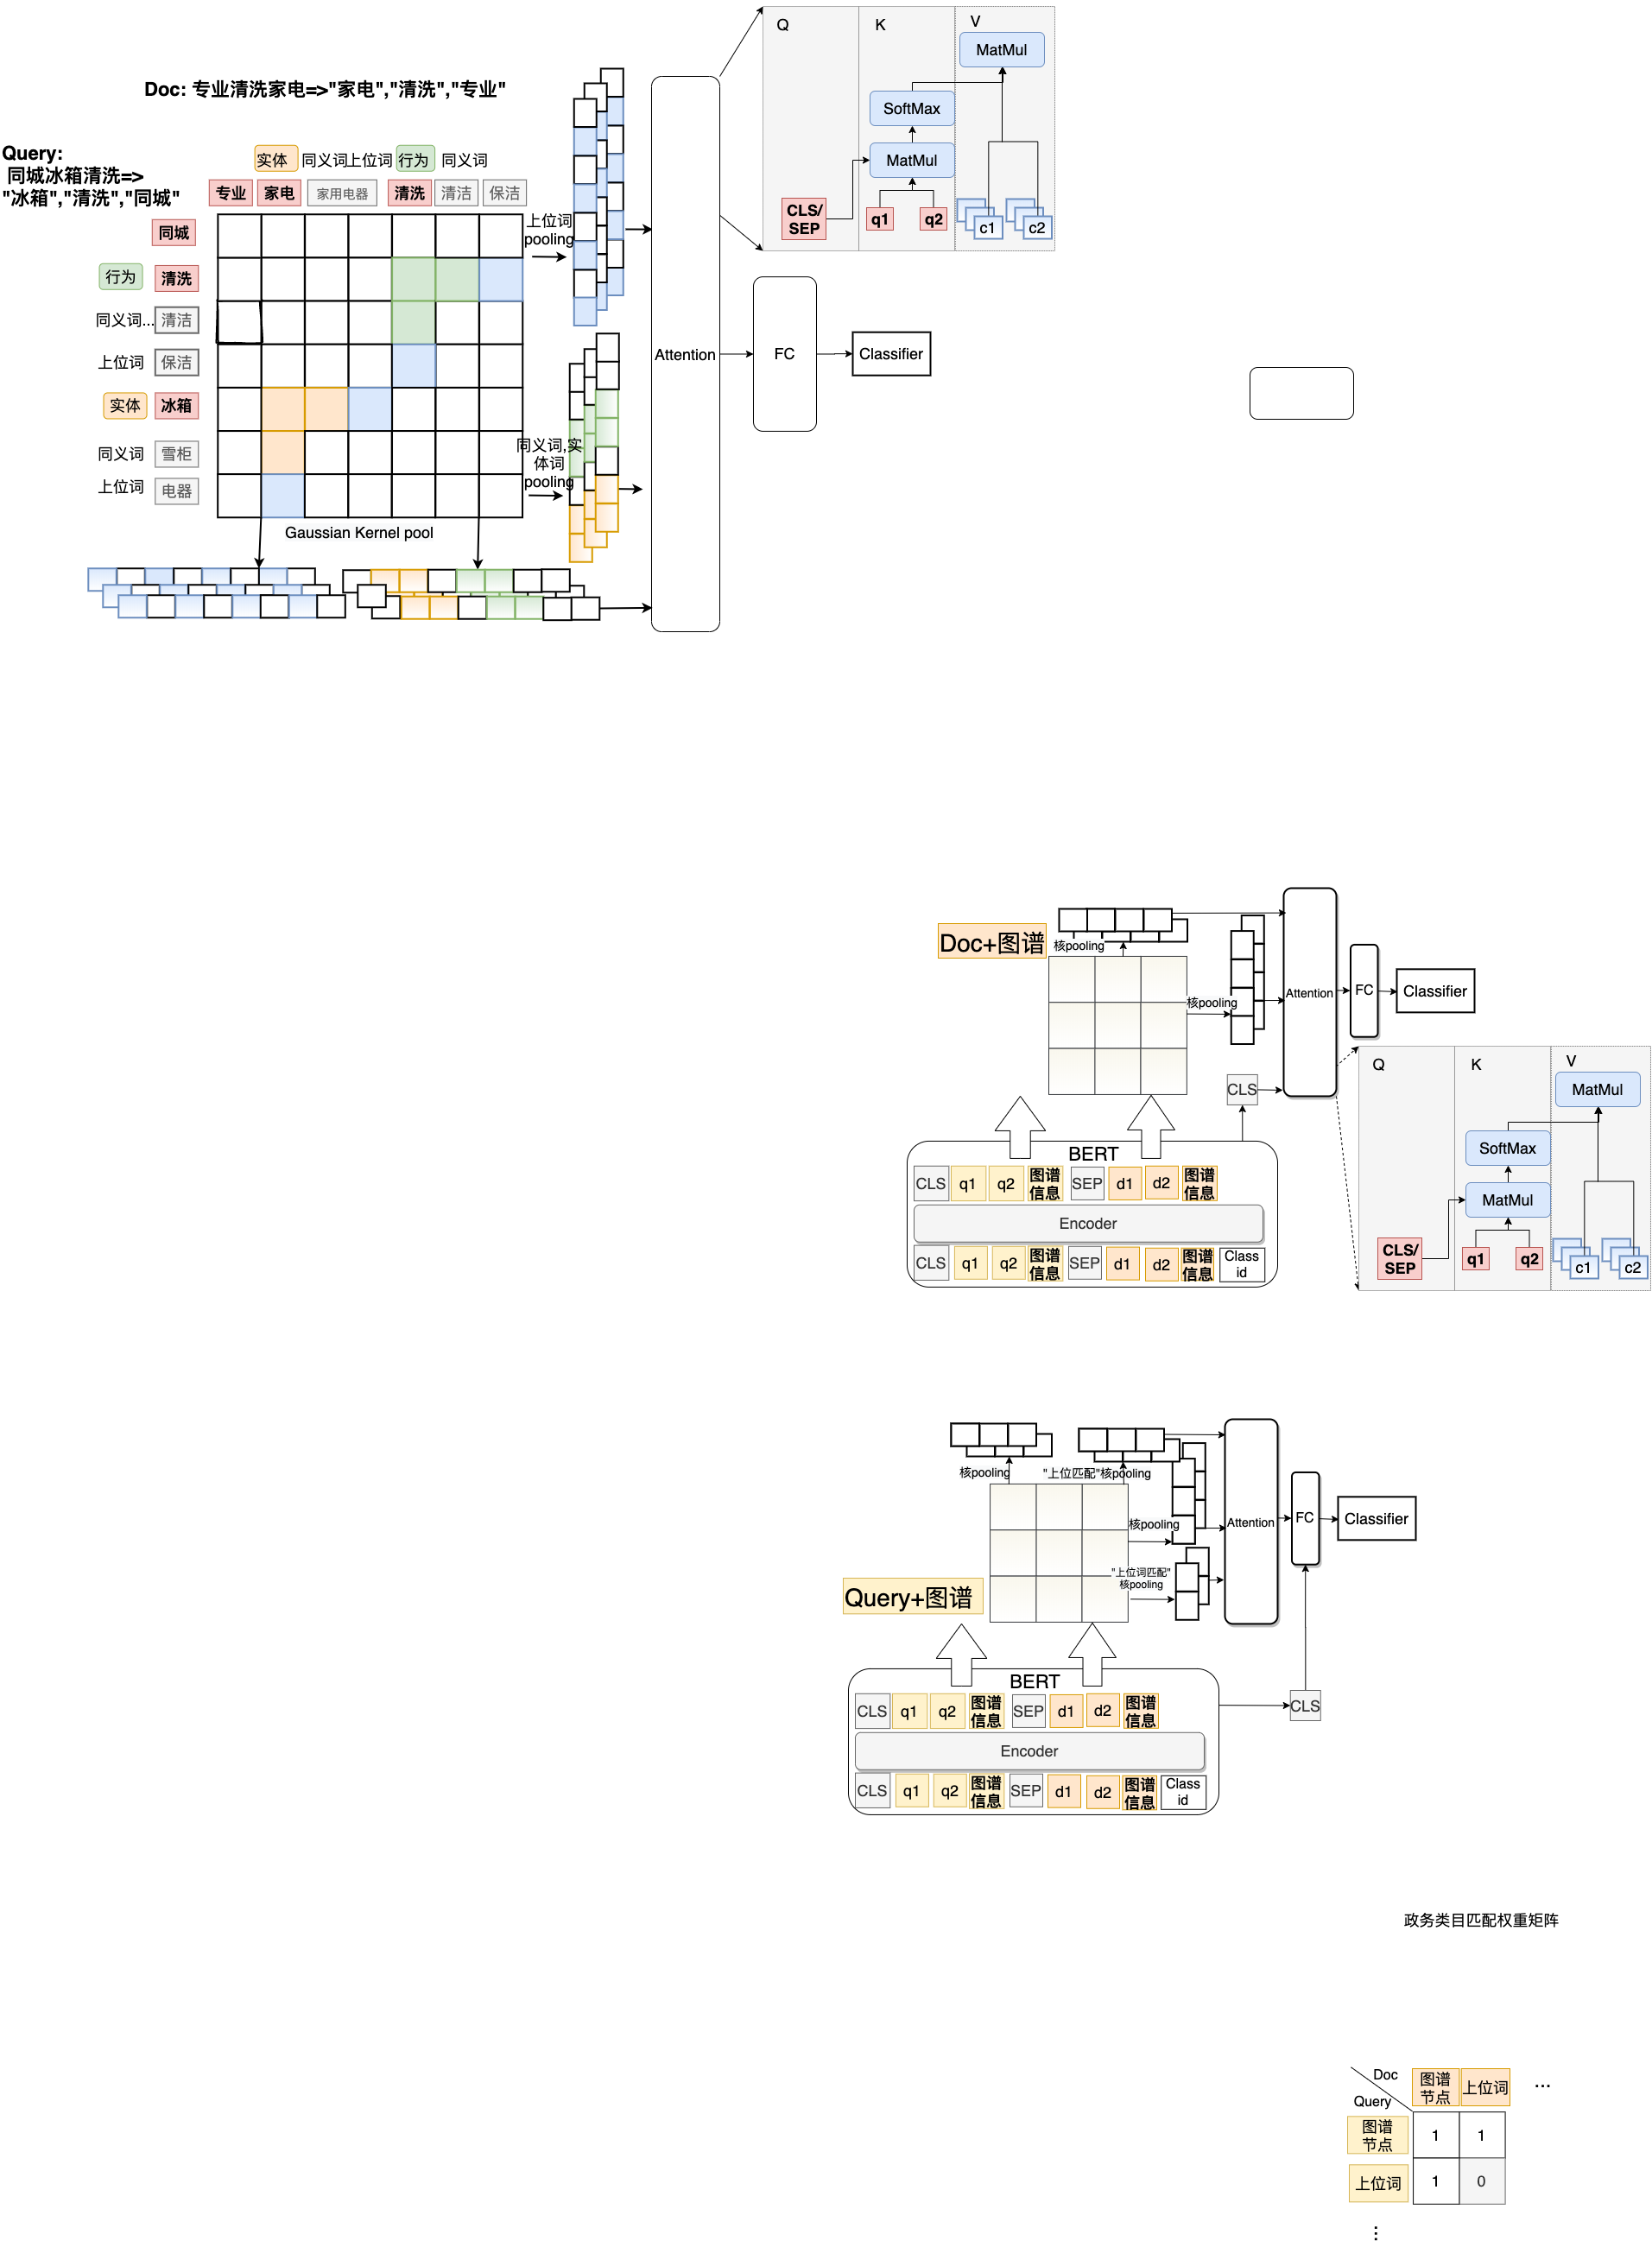 Doc: 专业清洗家电=>"家电","清洗","专业"
Query:
同城冰箱清洗=>
"冰箱","清洗","同城"
实体 同义词上位词 行为 同义词
专业 家电 家用电器 清洗 清洁 保洁
同城
行为 清洗
同义词... 清洁
上位词 保洁
实体 冰箱
同义词 雪柜
上位词 电器
上位词
pooling
同义词,实
体词
pooling
Gaussian Kernel pool
Attention
FC
Classifier
Q
K
V
MatMul
SoftMax
MatMul
CLS/
SEP
q1
q2
c1
c2
Doc+图谱
核pooling
核pooling
Attention
FC
Classifier
CLS
BERT
CLS q1 q2 图谱
信息 SEP d1 d2 图谱
信息
Encoder
CLS q1 q2 图谱
信息 SEP d1 d2 图谱
信息 Class
id
Q
K
V
MatMul
SoftMax
MatMul
CLS/
SEP
q1
q2
c1
c2
Query+图谱
核pooling
"上位匹配"核pooling
核pooling
"上位词匹配"
核pooling
Attention
FC
Classifier
CLS
BERT
CLS q1 q2 图谱
信息 SEP d1 d2 图谱
信息
Encoder
CLS q1 q2 图谱
信息 SEP d1 d2 图谱
信息 Class
id
政务类目匹配权重矩阵
Doc
Query
图谱
节点
上位词
...
图谱
节点
1 1
上位词
1 0
...